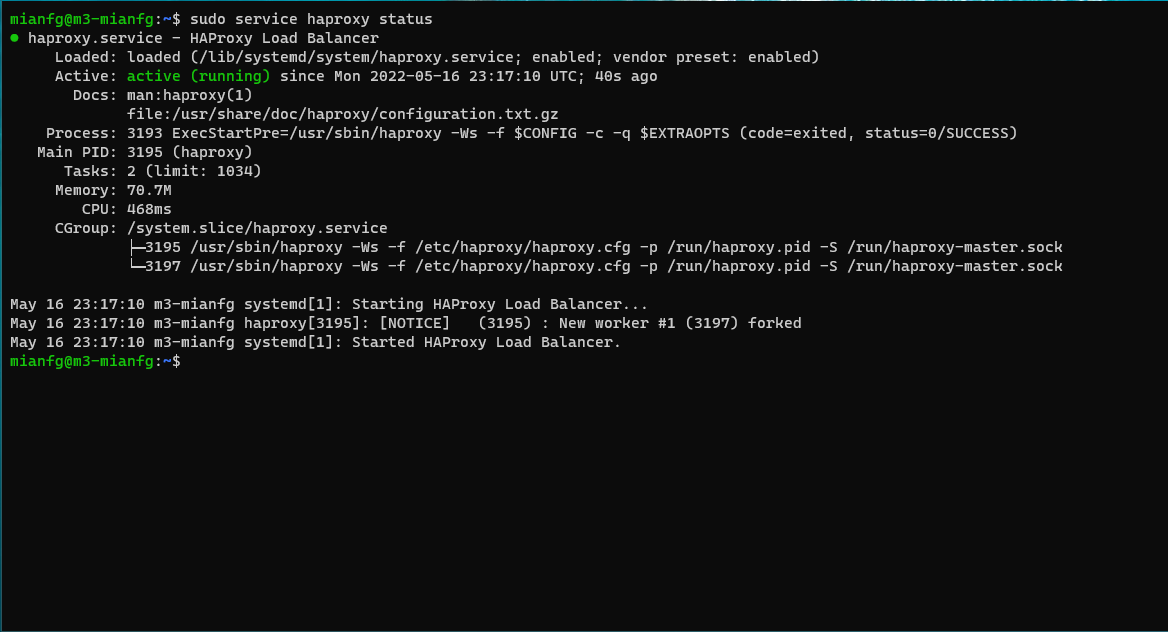 mianfg@m3-mianfg:~$ sudo service haproxy status
● haproxy.service - HAProxy Load Balancer
     Loaded: loaded (/lib/systemd/system/haproxy.service; enabled; vendor preset: enabled)
     Active: active (running) since Mon 2022-05-16 23:17:10 UTC; 40s ago
       Docs: man:haproxy(1)
             file:/usr/share/doc/haproxy/configuration.txt.gz
    Process: 3193 ExecStartPre=/usr/sbin/haproxy -Ws -f $CONFIG -c -q $EXTRAOPTS (code=exited, status=0/SUCCESS)
   Main PID: 3195 (haproxy)
      Tasks: 2 (limit: 1034)
     Memory: 70.7M
        CPU: 468ms
     CGroup: /system.slice/haproxy.service
             ├─3195 /usr/sbin/haproxy -Ws -f /etc/haproxy/haproxy.cfg -p /run/haproxy.pid -S /run/haproxy-master.sock
             └─3197 /usr/sbin/haproxy -Ws -f /etc/haproxy/haproxy.cfg -p /run/haproxy.pid -S /run/haproxy-master.sock

May 16 23:17:10 m3-mianfg systemd[1]: Starting HAProxy Load Balancer...
May 16 23:17:10 m3-mianfg haproxy[3195]: [NOTICE]   (3195) : New worker #1 (3197) forked
May 16 23:17:10 m3-mianfg systemd[1]: Started HAProxy Load Balancer.
mianfg@m3-mianfg:~$